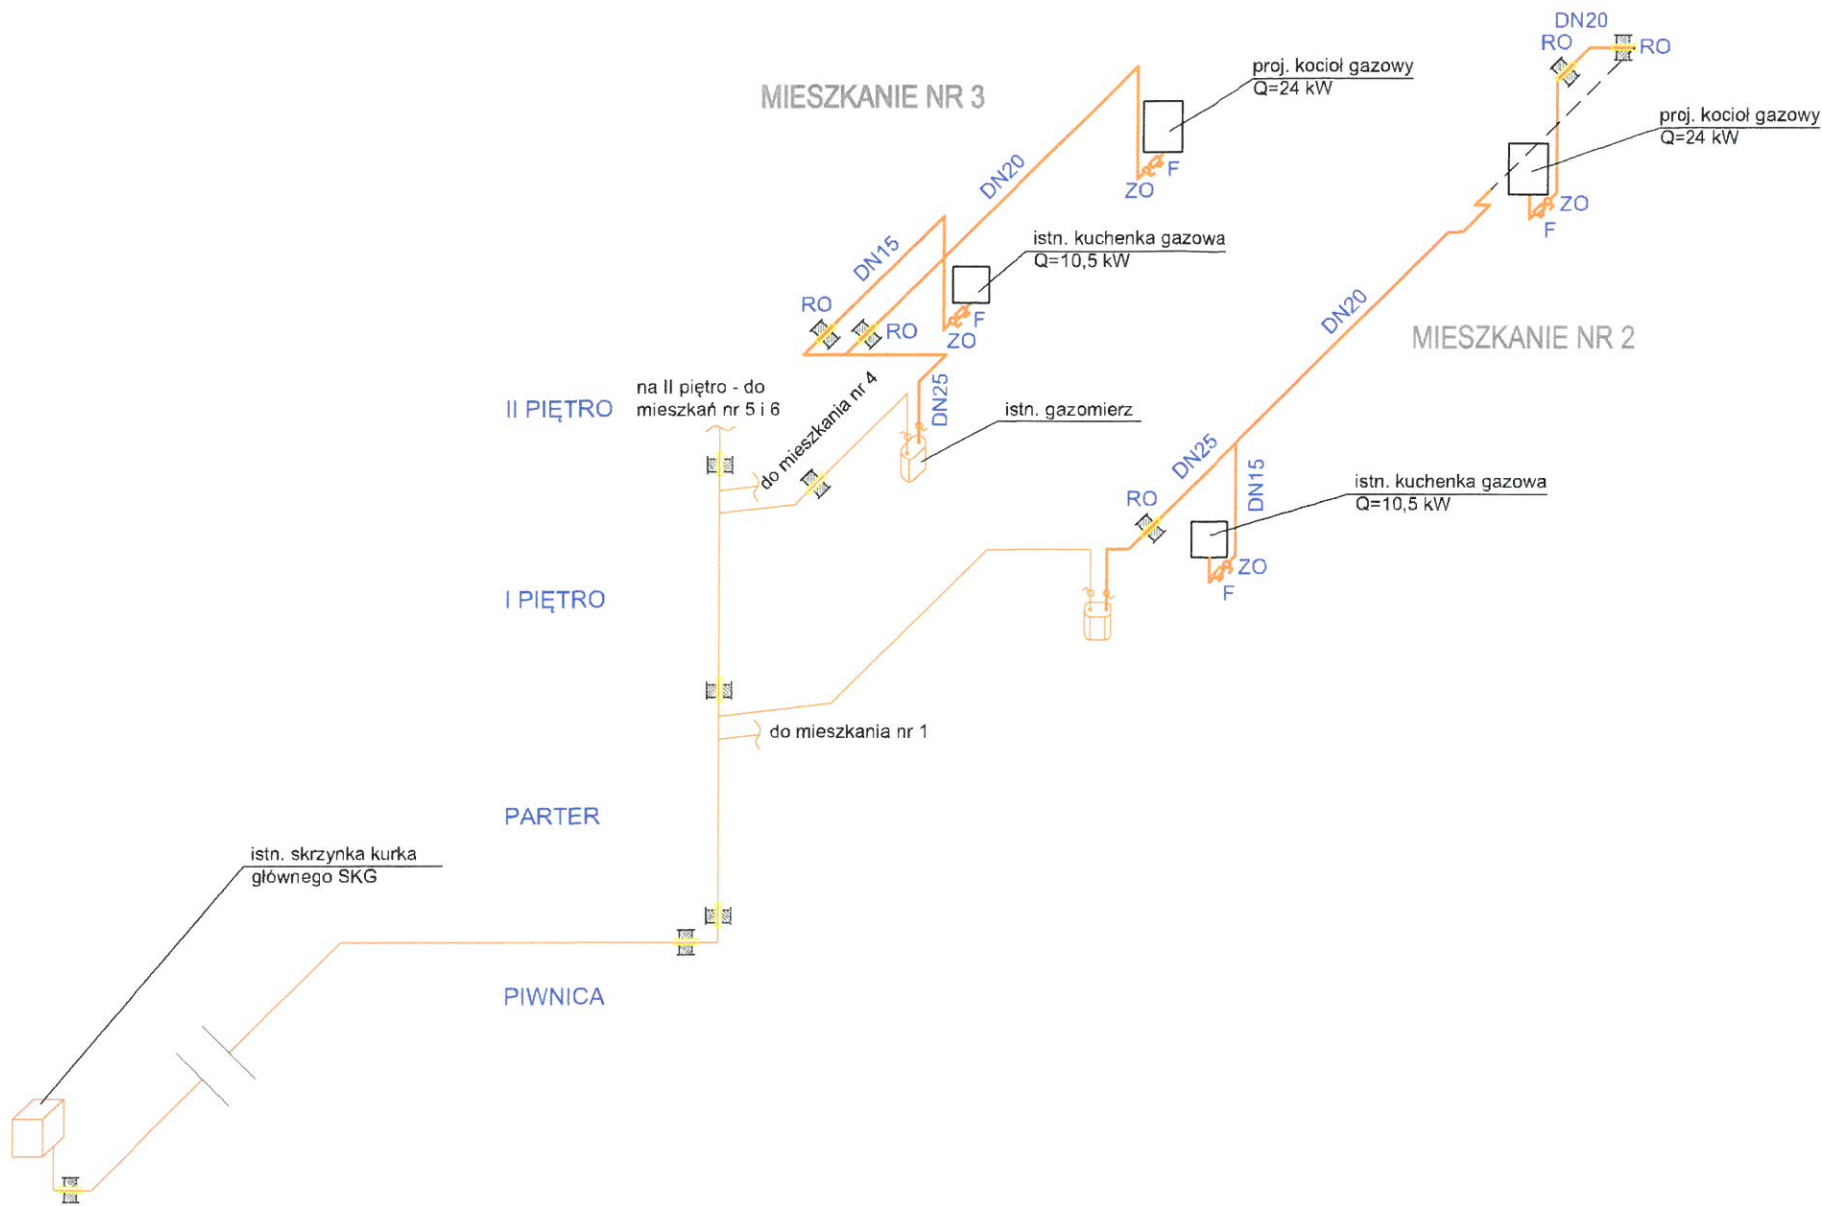 DN20
RO
RO
MIESZKANIE NR 3
proj. kocioł gazowy
Q=24 kW
proj. kocioł gazowy
Q=24 kW
DN20
F
ZO
ZO
F
istn. kuchenka gazowa
Q=10,5 kW
DN15
RO
RO
F
ZO
DN20
MIESZKANIE NR 2
na II piętro - do
mieszkań nr 5 i 6
II PIĘTRO
do mieszkania nr 4
DN25
istn. gazomierz
DN25
DN15
RO
istn. kuchenka gazowa
Q=10,5 kW
ZO
F
I PIĘTRO
do mieszkania nr 1
PARTER
istn. skrzynka kurka
głównego SKG
PIWNICA